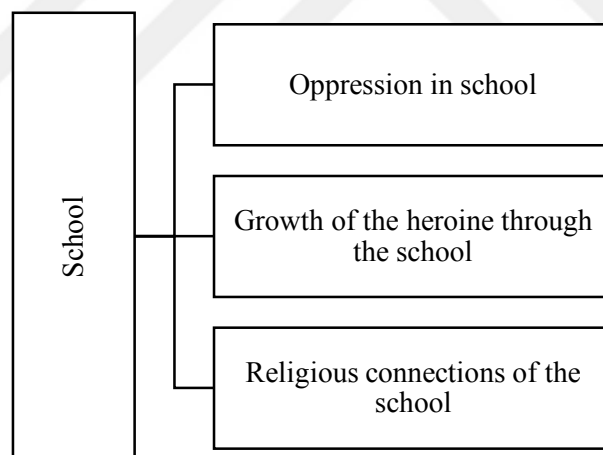 School
Oppression in school
Growth of the heroine through
the school
Religious connections of the
school